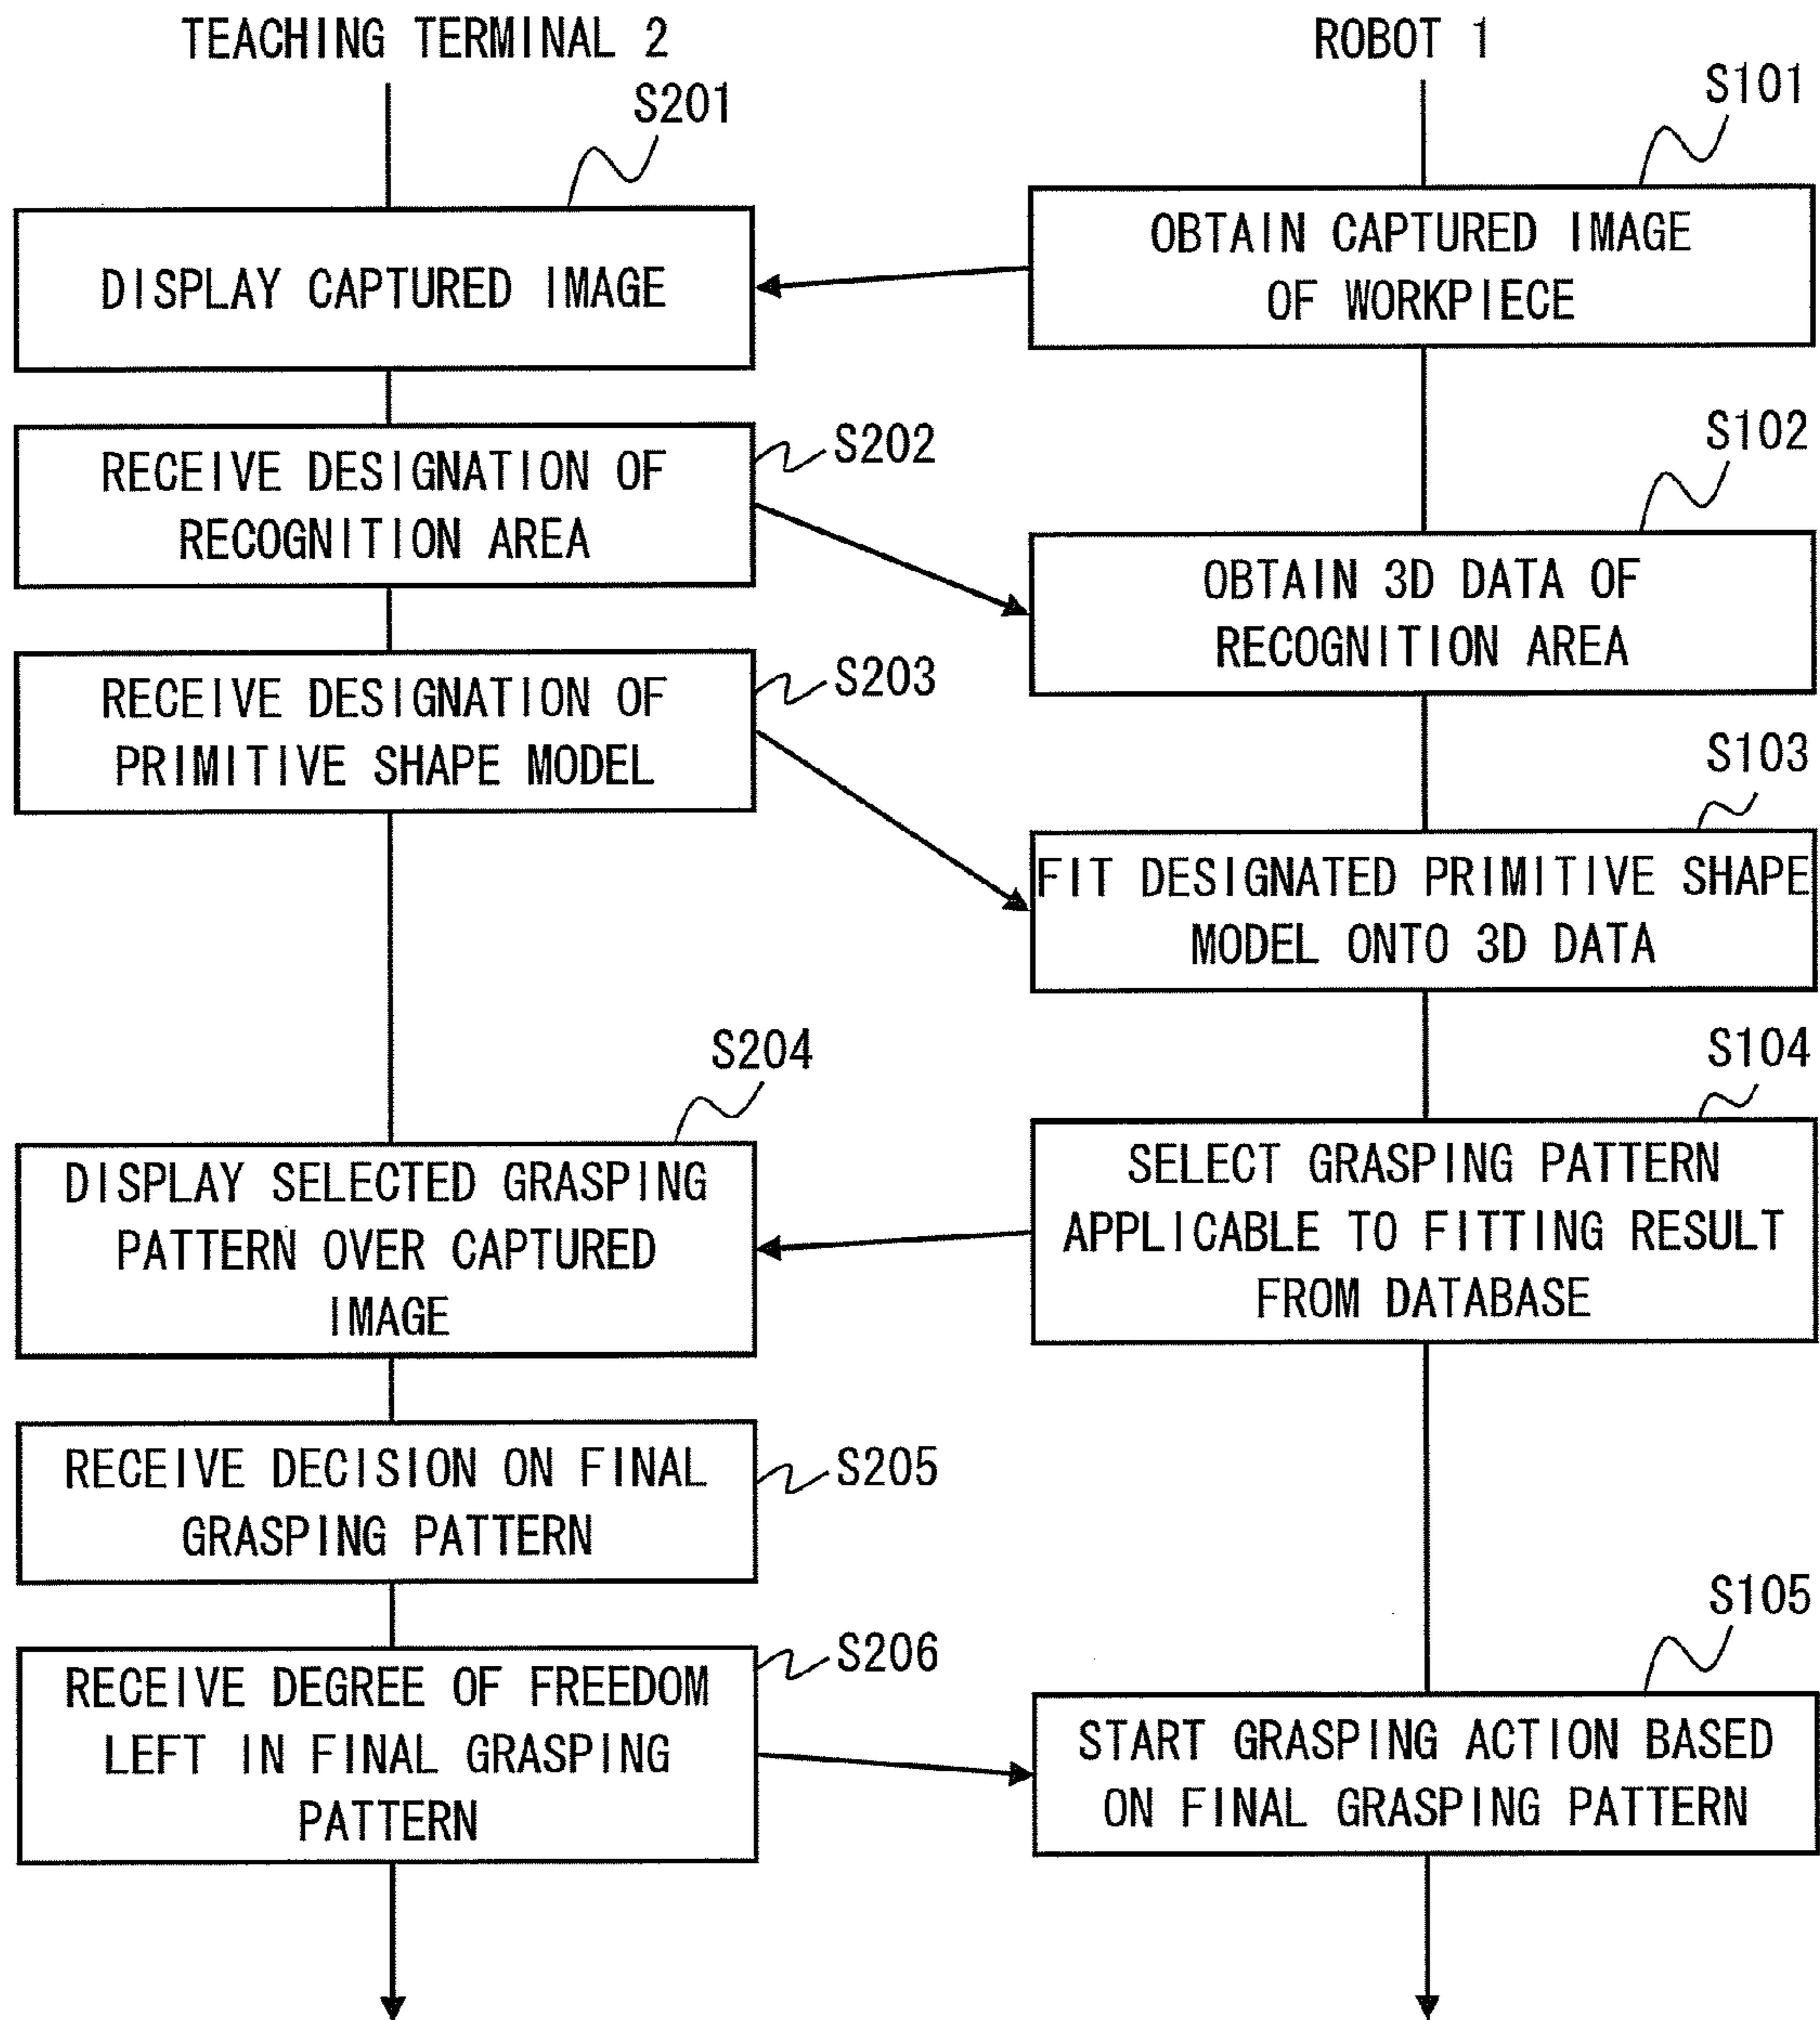 TEACHING TERMINAL 2
ROBOT 1
S201
S101
DISPLAY CAPTURED IMAGE
OBTAIN CAPTURED IMAGE
OF WORKPIECE
S202
S102
RECEIVE DESIGNATION OF
RECOGNITION AREA
OBTAIN 3D DATA OF
RECOGNITION AREA
S203
S103
RECEIVE DESIGNATION OF
PRIMITIVE SHAPE MODEL
FIT DESIGNATED PRIMITIVE SHAPE
MODEL ONTO 3D DATA
S204
S104
DISPLAY SELECTED GRASPING
PATTERN OVER CAPTURED
IMAGE
SELECT GRASPING PATTERN
APPLICABLE TO FITTING RESULT
FROM DATABASE
RECEIVE DECISION ON FINAL
GRASPING PATTERN
S205
S206
S105
RECEIVE DEGREE OF FREEDOM
LEFT IN FINAL GRASPING
PATTERN
START GRASPING ACTION BASED
ON FINAL GRASPING PATTERN